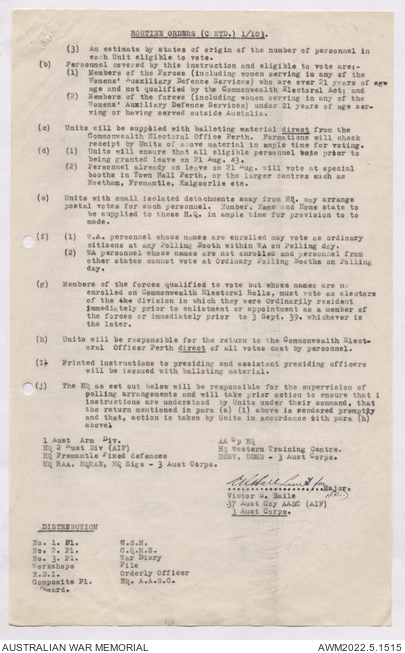 ROUTINE ORDERS (CONTD.) 1/103.
(3) An estimate by states of origin of the number of personnel in
each Unit eligible to vote.
(b) Personnel covered by this instruction and eligible to vote are:-
(1) Members of the Forces (including women serving in any of the
Womens' Auxiliary Defence Services) who are over 21 years of
age and not qualified by the Commonwealth Electoral Act; and
(2) Members of the Forces (including women serving in any of the
Womens' Auxiliary Defence Services) under 21 years of age ser-
ving or having served outside Australia.
(c) Units will be supplied with balloting material direct from the
Commonwealth Electoral Office Perth. Formations will check
receipt by Units of above material in ample time for voting.
(d) (1) Units will ensure that all eligible personnel vote prior to
being granted leave on 21 Aug. 43.
(2) Personnel already on leave on 21 Aug. will vote at special
booths in Town Hall Perth, or the larger centres such as
Northam, Fremantle, Kalgoorlie etc.
(e) Units with small isolated detachments away from HQ. may arrange
postal votes for such personnel. Number, Name and Home state
to be supplied to these H.Q. in ample time for provision to
made.
(f) (1) W.A. personnel whose names are enrolled may vote as ordinary
citizens at any Polling Booth within WA on Polling day.
(2) WA personnel whose names are not enrolled and personnel from
other states cannot vote at Ordinary Polling Booths on Polling
day.
(g) Members of the forces qualified to vote but whose names are no
enrolled on Commonwealth Electoral Rolls, must vote as electors
of the division in which they were Ordinarily resident
immediately prior to enlistment or appointment as a member of
the forces or immediately prior to 3 Sept. 39. whichever is
the later.
(h) Units will be responsible for the return to the Commonwealth Elect-
oral Officer Perth direct of all votes cast by personnel.
(I) Printed instructions to presiding and assistant presiding officers
will be issued with balloting material.
(j) The HQ as set out below will be responsible for the supervision of
polling arrangements and will take prior action to ensure that i
instructions are understood by Units under their command, that
the return mentioned in para (a) (1) above is rendered promptly
and that, action is taken by Units in accordance with para (h)
above
1 Aust Arm Div.
HQ 2 Aust Div (AIF)
HQ Fremantle Fixed defences
HQ RAA. HQRAE, HQ Sigs - 3 Aust Corps.
AA Gp HQ
HQ Western Training Centre.
DDST, DDMS - 3 Aust. Corps.
Lieut for Major.
Victor G. Haile
37 Aust Coy AASC (AIF)
3 Aust Corps.
DISTRIBUTION
No. 1. Pl.
No. 2. Pl.
No. 3. Pl.
Workshops
R.D.I.
Composite Pl.
Board.
W.S.M.
C.Q.M.S.
War Diary
File
Orderly Officer
HQ. A.A.S.C.
AUSTRALIAN WAR MEMORIAL
AWM2022.5.1515